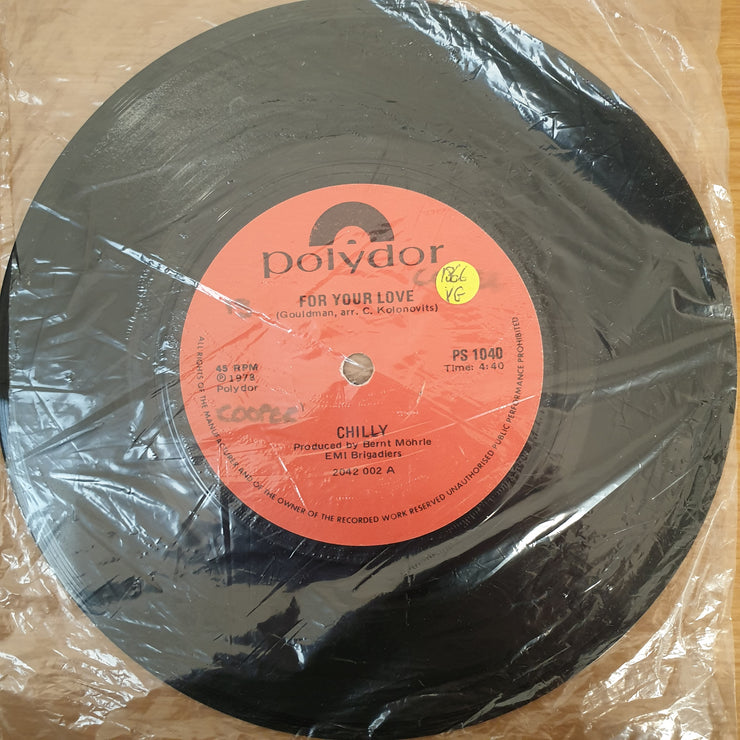 polydor
1366
VG
FOR YOUR LOVE
(Gouldman, arr. C. Kolonovits)
45 RPM
℗ 1978
Polydor
PS 1040
Time: 4:40
COOPER
CHILLY
Produced by Bernt Möhrle
EMI Brigadiers
2042 002 A
ALL RIGHTS OF THE MANUFACTURER AND OF THE OWNER OF THE RECORDED WORK RESERVED UNAUTHORISED PUBLIC PERFORMANCE PROHIBITED